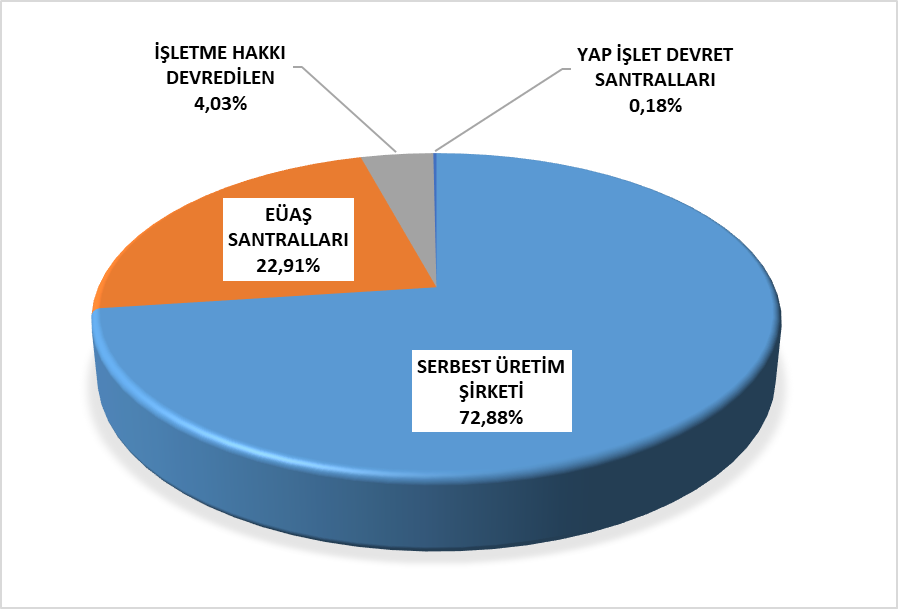 İŞLETME HAKKI
DEVREDİLEN
4,03%
YAP İŞLET DEVRET
SANTRALLARI
0,18%
EÜAŞ
SANTRALLARI
22,91%
SERBEST ÜRETİM
ŞİRKETİ
72,88%